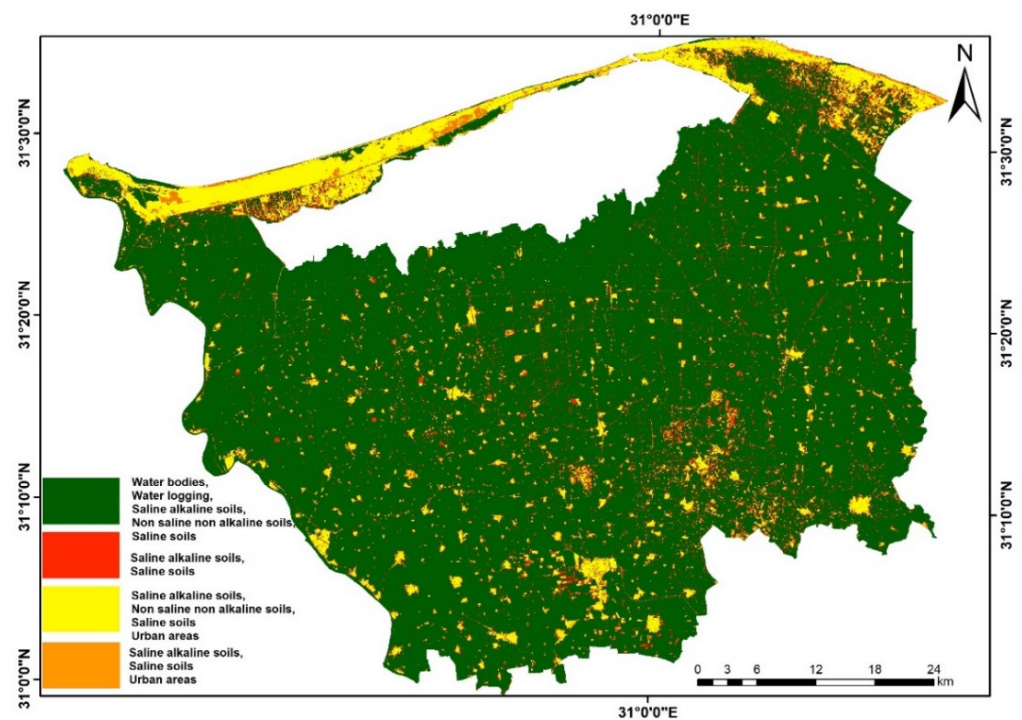 31°0'0"E
N
31°30'0"N
31°30'0"N
31°20'0"N
31°20'0"N
31°10'0"N
31°10'0"N
31°0'0"N
Water bodies,
Water logging,
Saline alkaline soils,
Non saline non alkaline soils,
Saline soils
Saline alkaline soils,
Saline soils
Saline alkaline soils,
Non saline non alkaline soils,
Saline soils
Urban areas
Saline alkaline soils,
Saline soils
Urban areas
0 3 6 12 18 24
km
31°0'0"E